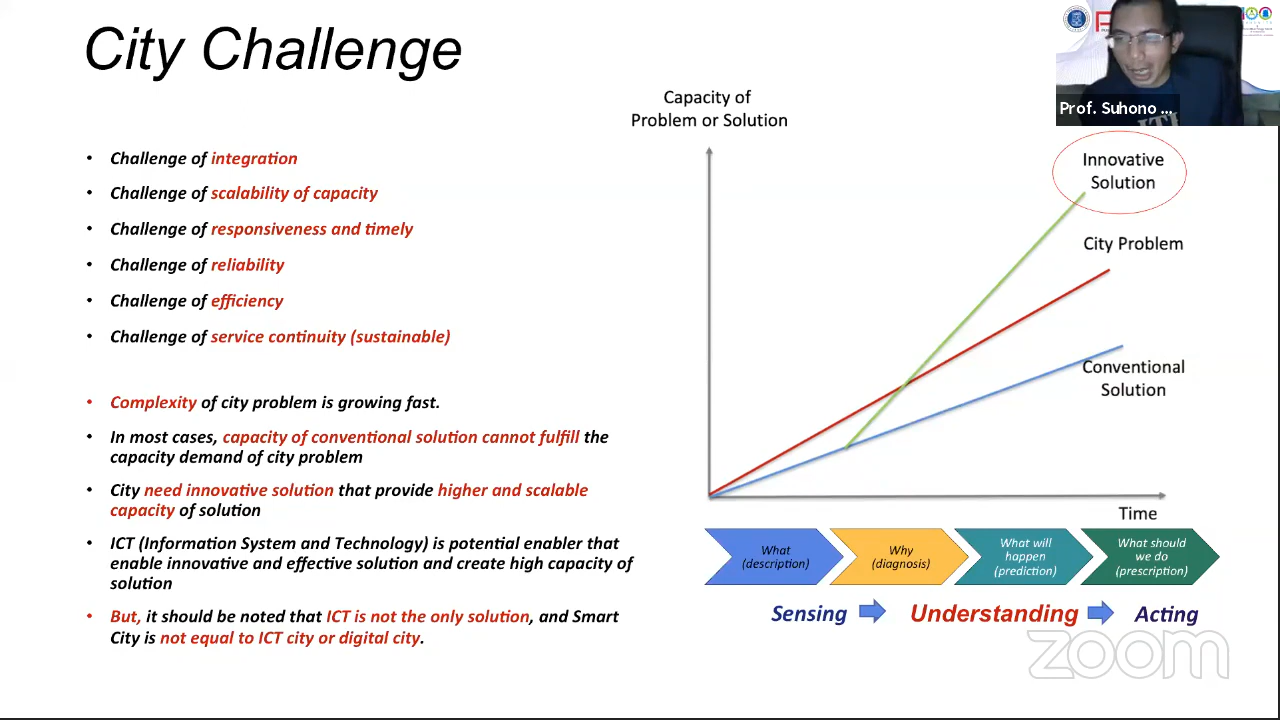 City Challenge
• Challenge of integration
• Challenge of scalability of capacity
• Challenge of responsiveness and timely
• Challenge of reliability
• Challenge of efficiency
• Challenge of service continuity (sustainable)
• Complexity of city problem is growing fast.
• In most cases, capacity of conventional solution cannot fulfill the
capacity demand of city problem
• City need innovative solution that provide higher and scalable
capacity of solution
• ICT (Information System and Technology) is potential enabler that
enable innovative and effective solution and create high capacity of
solution
• But, it should be noted that ICT is not the only solution, and Smart
City is not equal to ICT city or digital city.
Capacity of
Problem or Solution
Prof. Suhono ...
Innovative
Solution
City Problem
Conventional
Solution
Time
What
(description)
Why
(diagnosis)
What will
happen
(prediction)
What should
we do
(prescription)
Sensing
Understanding
Acting
zoom